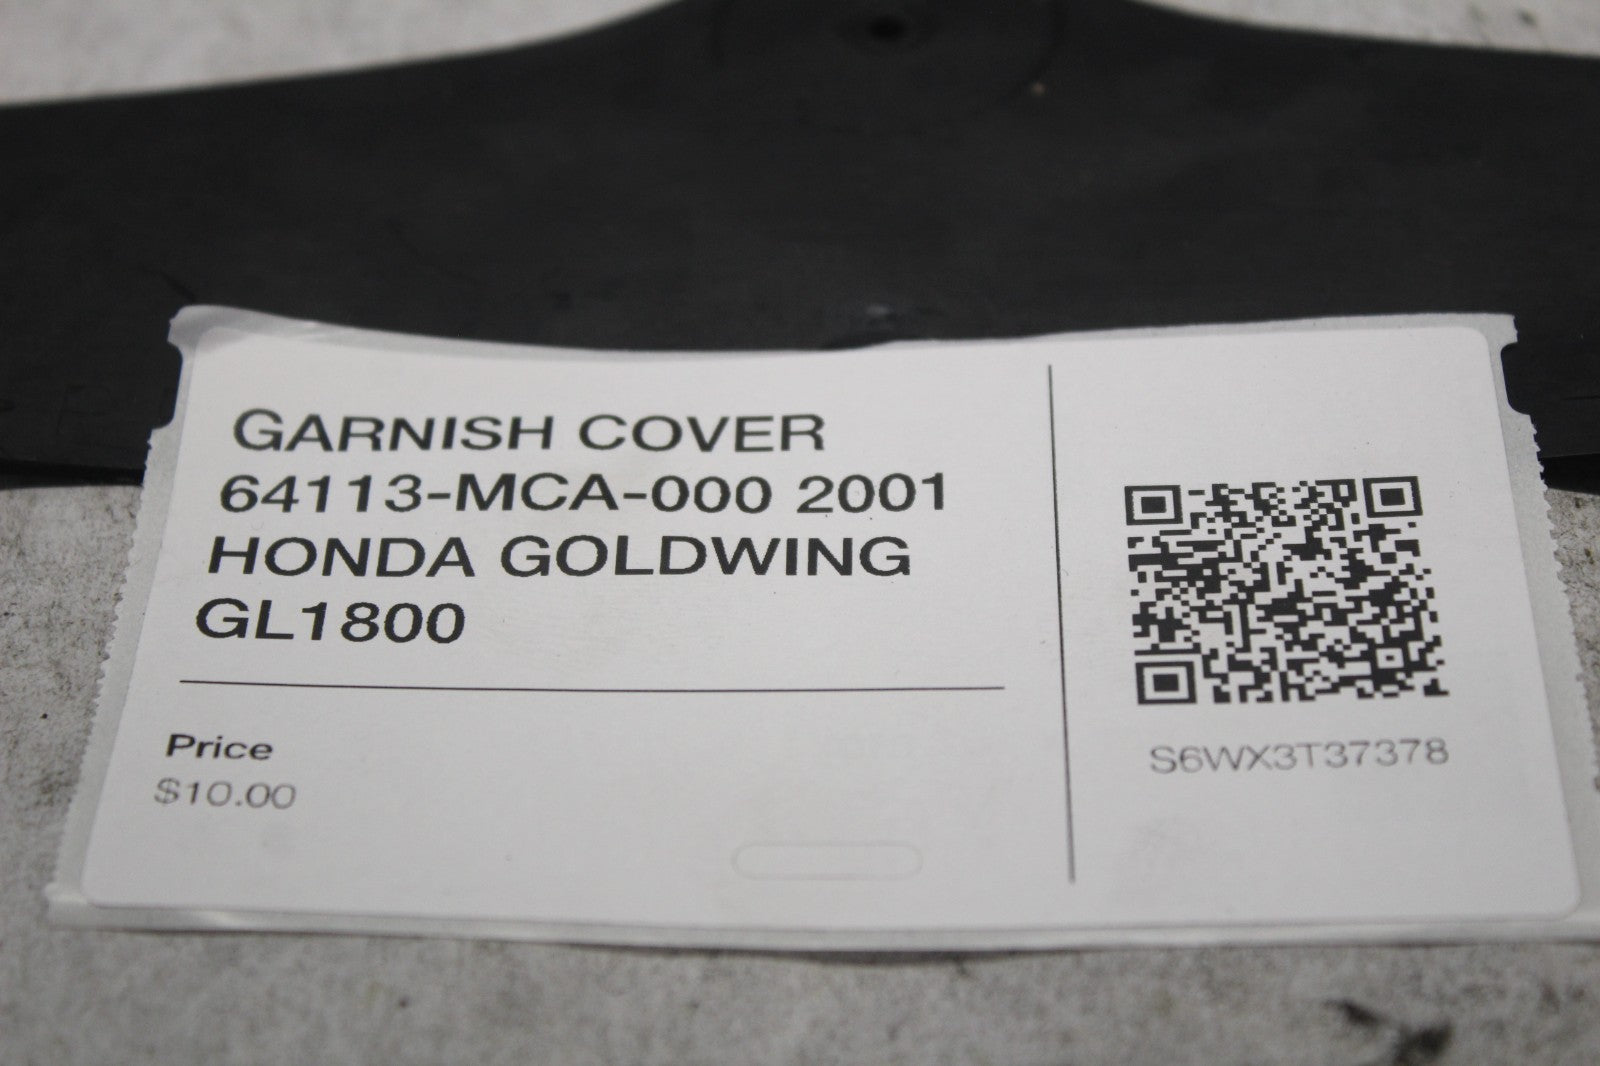 GARNISH COVER
64113-MCA-000 2001
HONDA GOLDWING
GL1800
Price
$10.00
S6WX3T37378